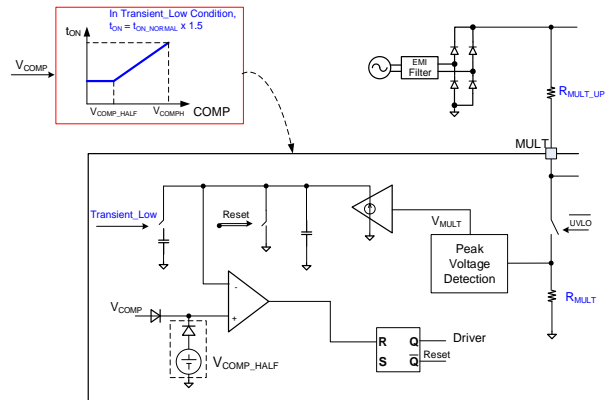 In Transient_Low Condition,
tON = tON_NORMAL x 1.5
tON
VCOMP
VCOMP_HALF
VCOMPH
COMP
EMI
Filter
RMULT_UP
MULT
Transient_Low
Reset
VMULT
UVLO
Peak
Voltage
Detection
RMULT
VCOMP
-
+
VCOMP_HALF
R
Q
Driver
S
Q
Reset